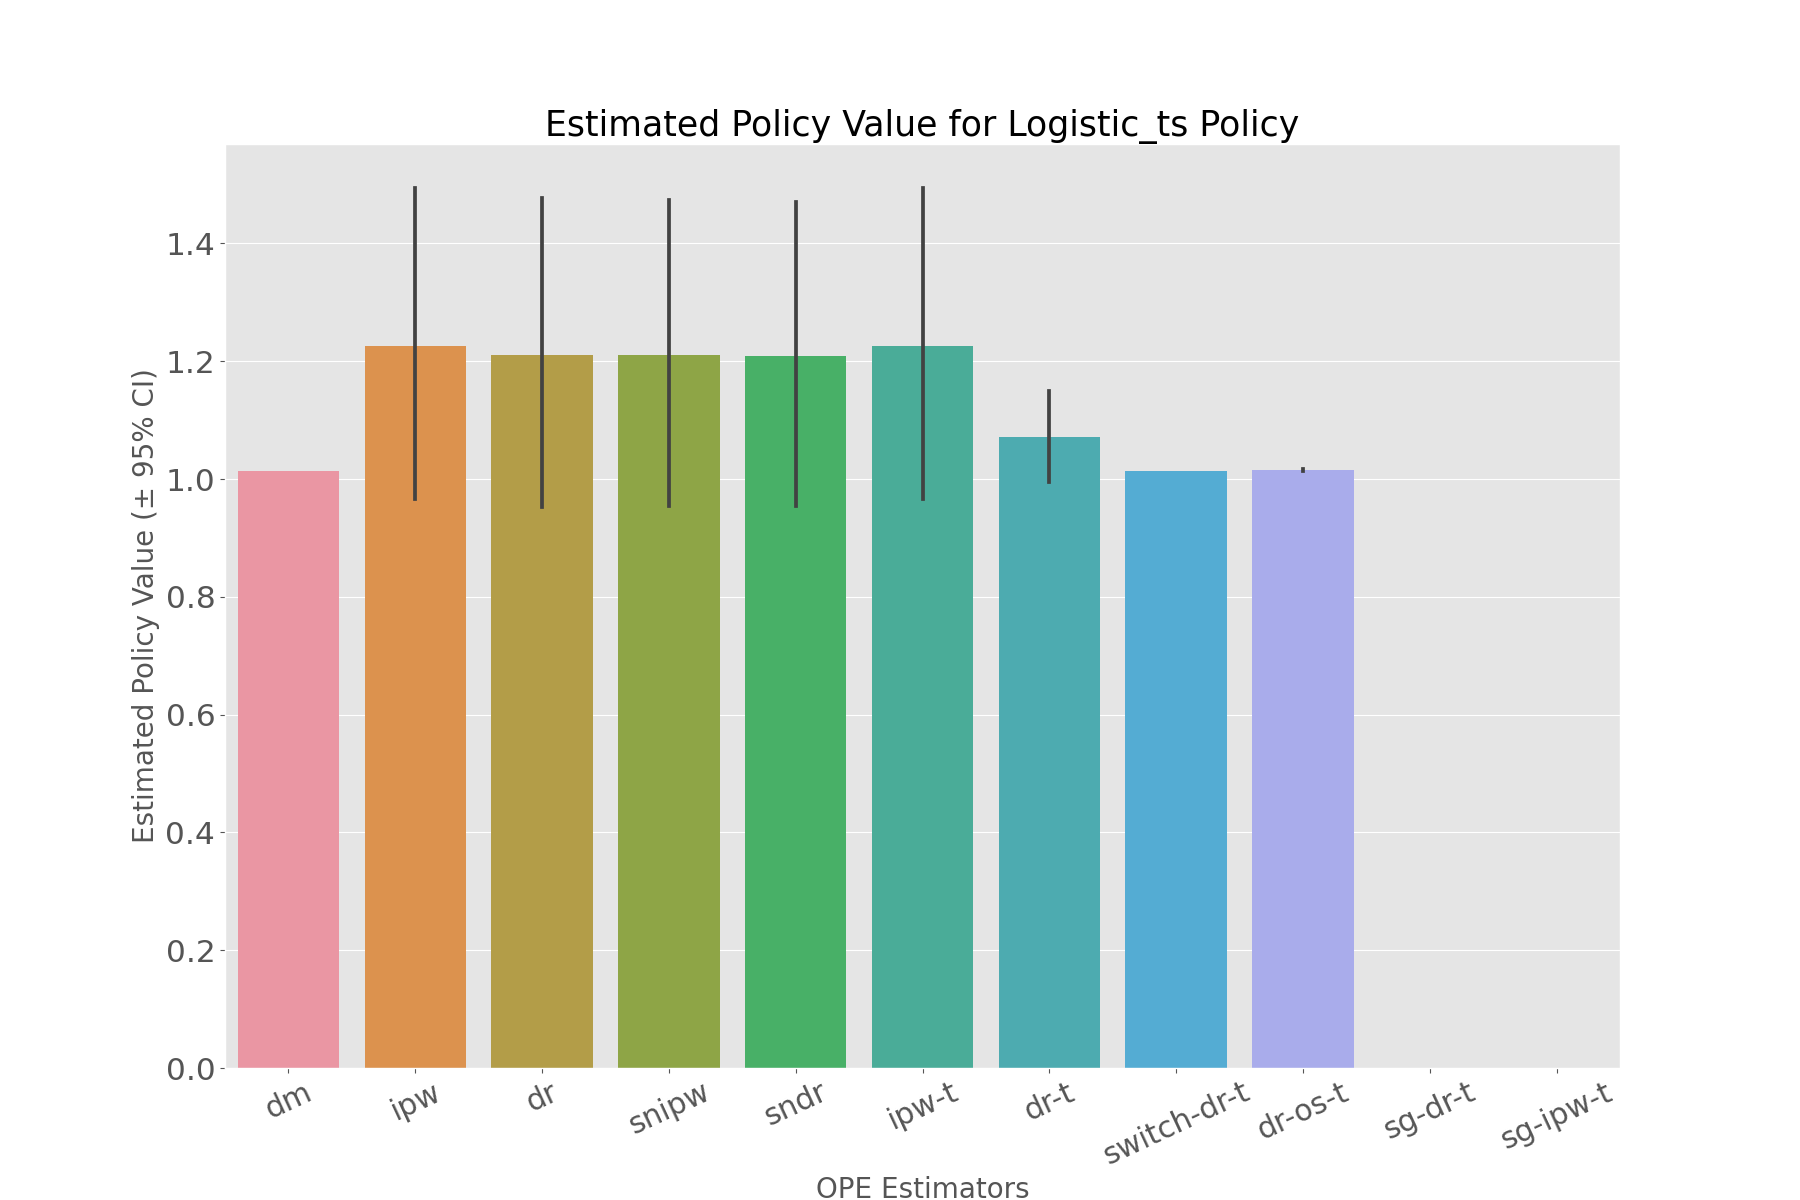 Estimated Policy Value for Logistic_ts Policy
Estimated Policy Value (± 95% CI)
1.4
1.2
1.0
0.8
0.6
0.4
0.2
0.0
dm
ipw
dr
snipw
sndr
ipw-t
dr-t
switch-dr-t
dr-os-t
sg-dr-t
sg-ipw-t
OPE Estimators